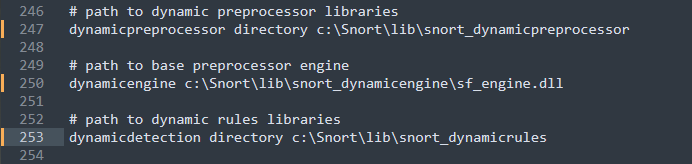 246 # path to dynamic preprocessor libraries
247 dynamicpreprocessor directory c:\Snort\lib\snort_dynamicpreprocessor
248
249 # path to base preprocessor engine
250 dynamicengine c:\Snort\lib\snort_dynamicengine\sf_engine.dll
251
252 # path to dynamic rules libraries
253 dynamicdetection directory c:\Snort\lib\snort_dynamicrules
254